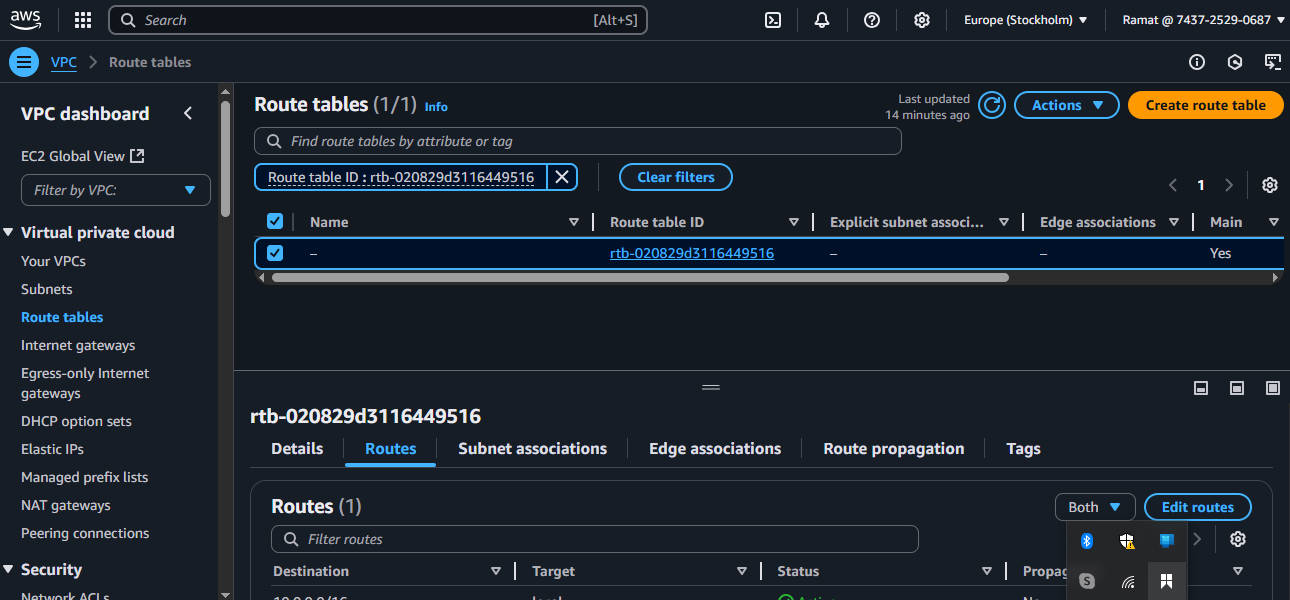 aws Search [Alt+S] Europe (Stockholm) Ramat @ 7437-2529-0687
VPC Route tables
VPC dashboard
EC2 Global View
Filter by VPC:
Virtual private cloud
Your VPCs
Subnets
Route tables
Internet gateways
Egress-only Internet
gateways
DHCP option sets
Elastic IPs
Managed prefix lists
NAT gateways
Peering connections
Security
Network ACLs
Route tables (1/1) Info
Last updated
14 minutes ago
Actions
Create route table
Find route tables by attribute or tag
Route table ID : rtb-020829d3116449516
Clear filters
1
Name Route table ID Explicit subnet associ... Edge associations Main
– rtb-020829d3116449516 – – Yes
rtb-020829d3116449516
Details Routes Subnet associations Edge associations Route propagation Tags
Routes (1)
Both
Edit routes
Filter routes
Destination Target Status Propag
10.0.0.0/16 local Active No